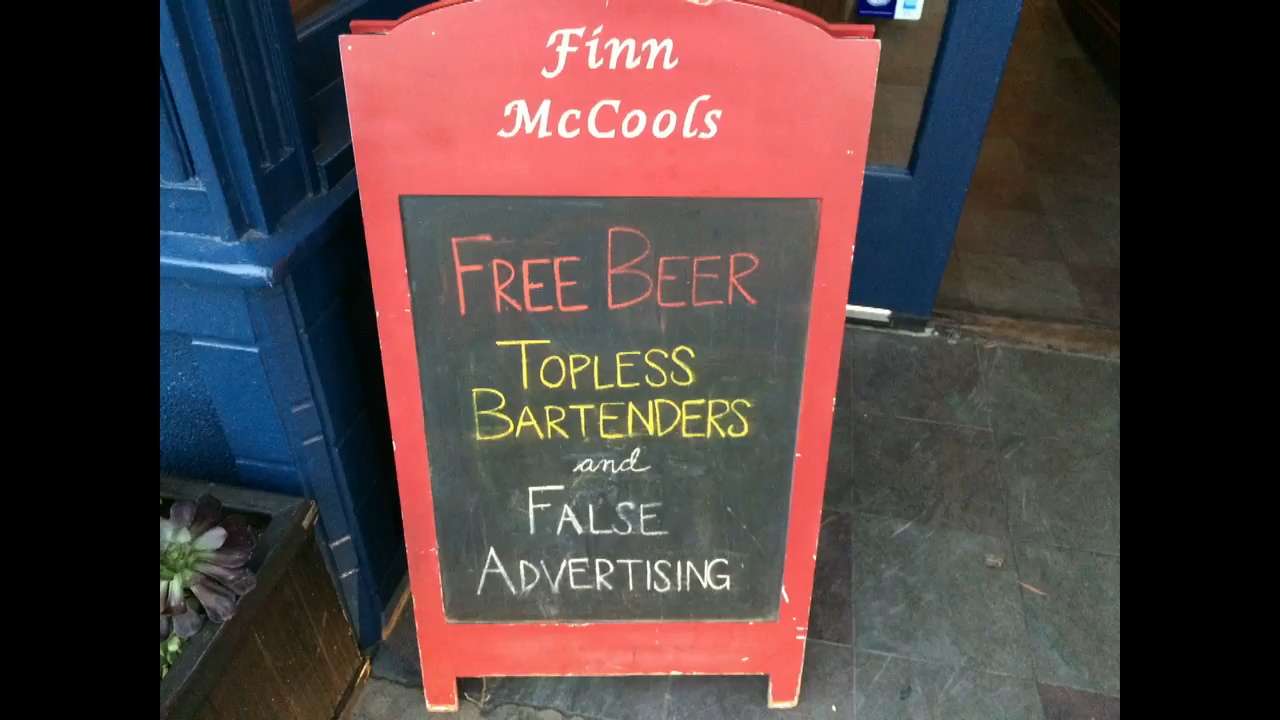 Finn
McCools
FREE BEER
TOPLESS
BARTENDERS
and
FALSE
ADVERTISING